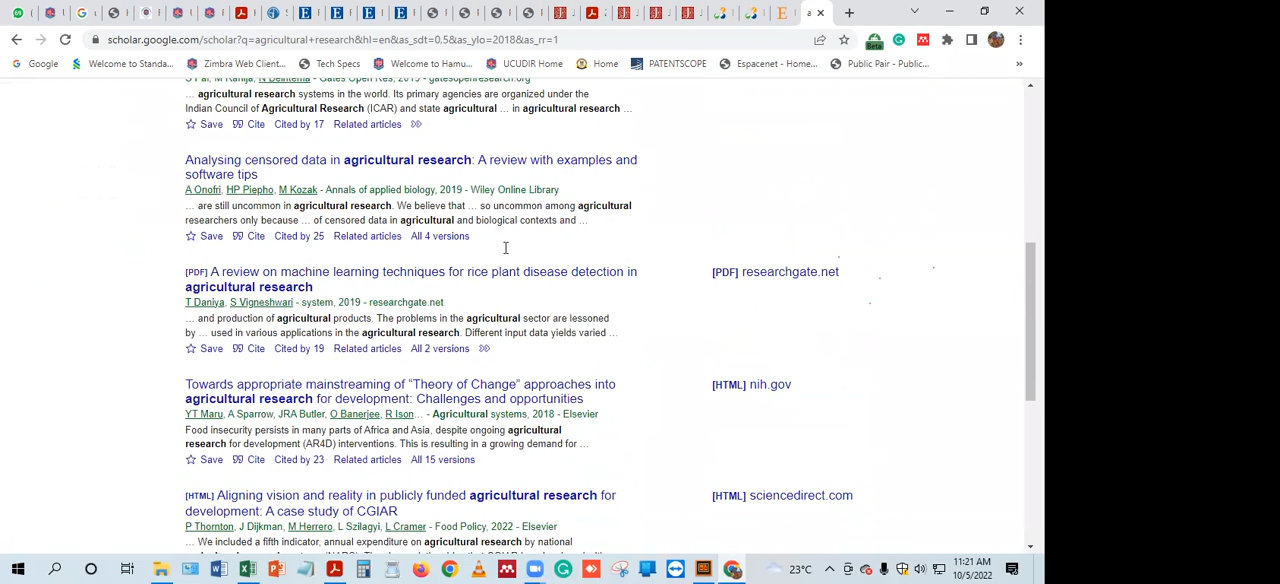 scholar.google.com/scholar?q=agricultural+research&hl=en&as_sdt=0,5&as_ylo=2018&as_rr=1
Beta
Google
Welcome to Standa...
Zimbra Web Client...
Tech Specs
Welcome to Hamu...
UCUDIR Home
Home
PATENTSCOPE
Espacenet - Home...
Public Pair - Public...
»
... agricultural research systems in the world. Its primary agencies are organized under the
Indian Council of Agricultural Research (ICAR) and state agricultural ... in agricultural research ...
Save Cite Cited by 17 Related articles
Analysing censored data in agricultural research: A review with examples and
software tips
A Onofri, HP Piepho, M Kozak - Annals of applied biology, 2019 - Wiley Online Library
... are still uncommon in agricultural research. We believe that ... so uncommon among agricultural
researchers only because ... of censored data in agricultural and biological contexts and ...
Save Cite Cited by 25 Related articles All 4 versions
[PDF] A review on machine learning techniques for rice plant disease detection in
agricultural research
[PDF] researchgate.net
T Daniya, S Vigneshwari - system, 2019 - researchgate.net
... and production of agricultural products. The problems in the agricultural sector are lessoned
by ... used in various applications in the agricultural research. Different input data yields varied ...
Save Cite Cited by 19 Related articles All 2 versions
Towards appropriate mainstreaming of “Theory of Change” approaches into
agricultural research for development: Challenges and opportunities
[HTML] nih.gov
YT Maru, A Sparrow, JRA Butler, O Banerjee, R Ison... - Agricultural systems, 2018 - Elsevier
Food insecurity persists in many parts of Africa and Asia, despite ongoing agricultural
research for development (AR4D) interventions. This is resulting in a growing demand for ...
Save Cite Cited by 23 Related articles All 15 versions
[HTML] Aligning vision and reality in publicly funded agricultural research for
development: A case study of CGIAR
[HTML] sciencedirect.com
P Thornton, J Dijkman, M Herrero, L Szilagyi, L Cramer - Food Policy, 2022 - Elsevier
... We included a fifth indicator, annual expenditure on agricultural research by national
23°C
11:21 AM
10/5/2022